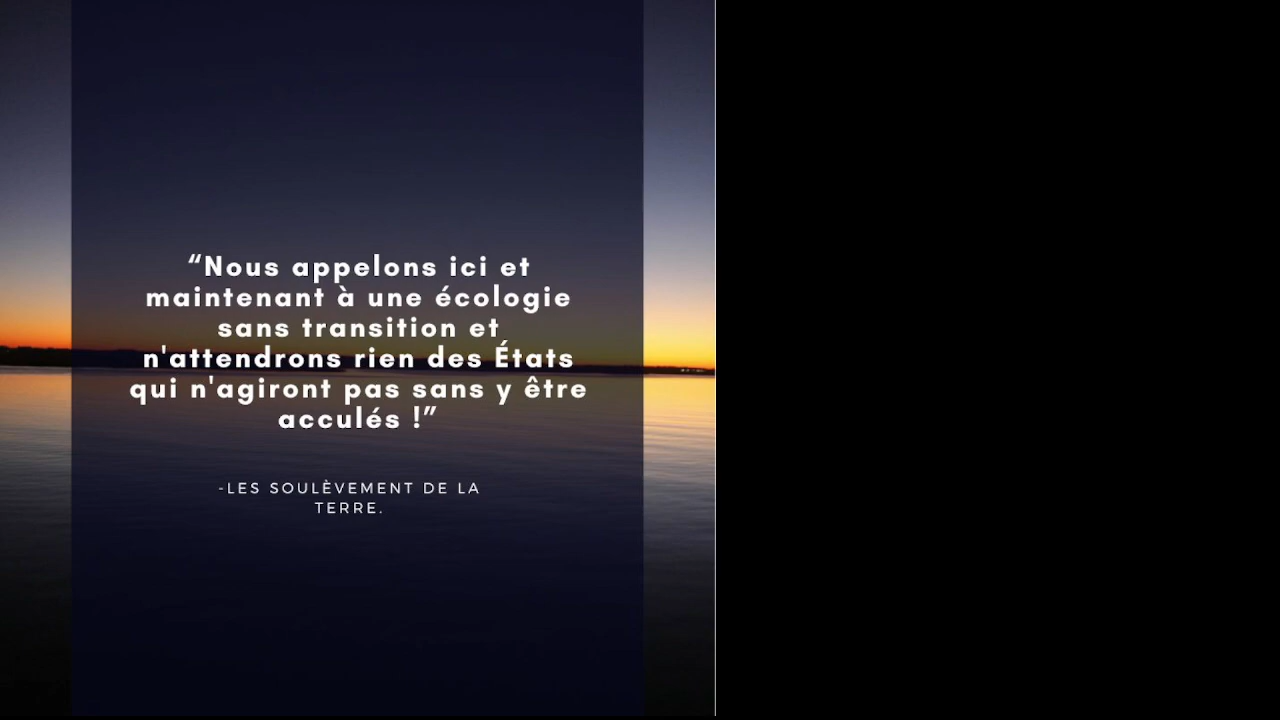 “Nous appelons ici et
maintenant à une écologie
sans transition et
n'attendrons rien des États
qui n'agiront pas sans y être
acculés !”
-LES SOULÈVEMENT DE LA
TERRE.